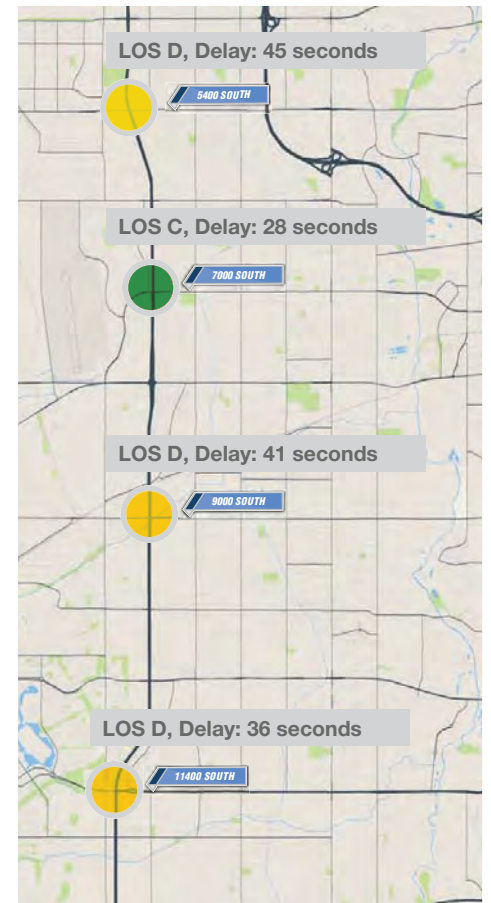 LOS D, Delay: 45 seconds
5400 SOUTH
LOS C, Delay: 28 seconds
7000 SOUTH
LOS D, Delay: 41 seconds
9000 SOUTH
LOS D, Delay: 36 seconds
11400 SOUTH